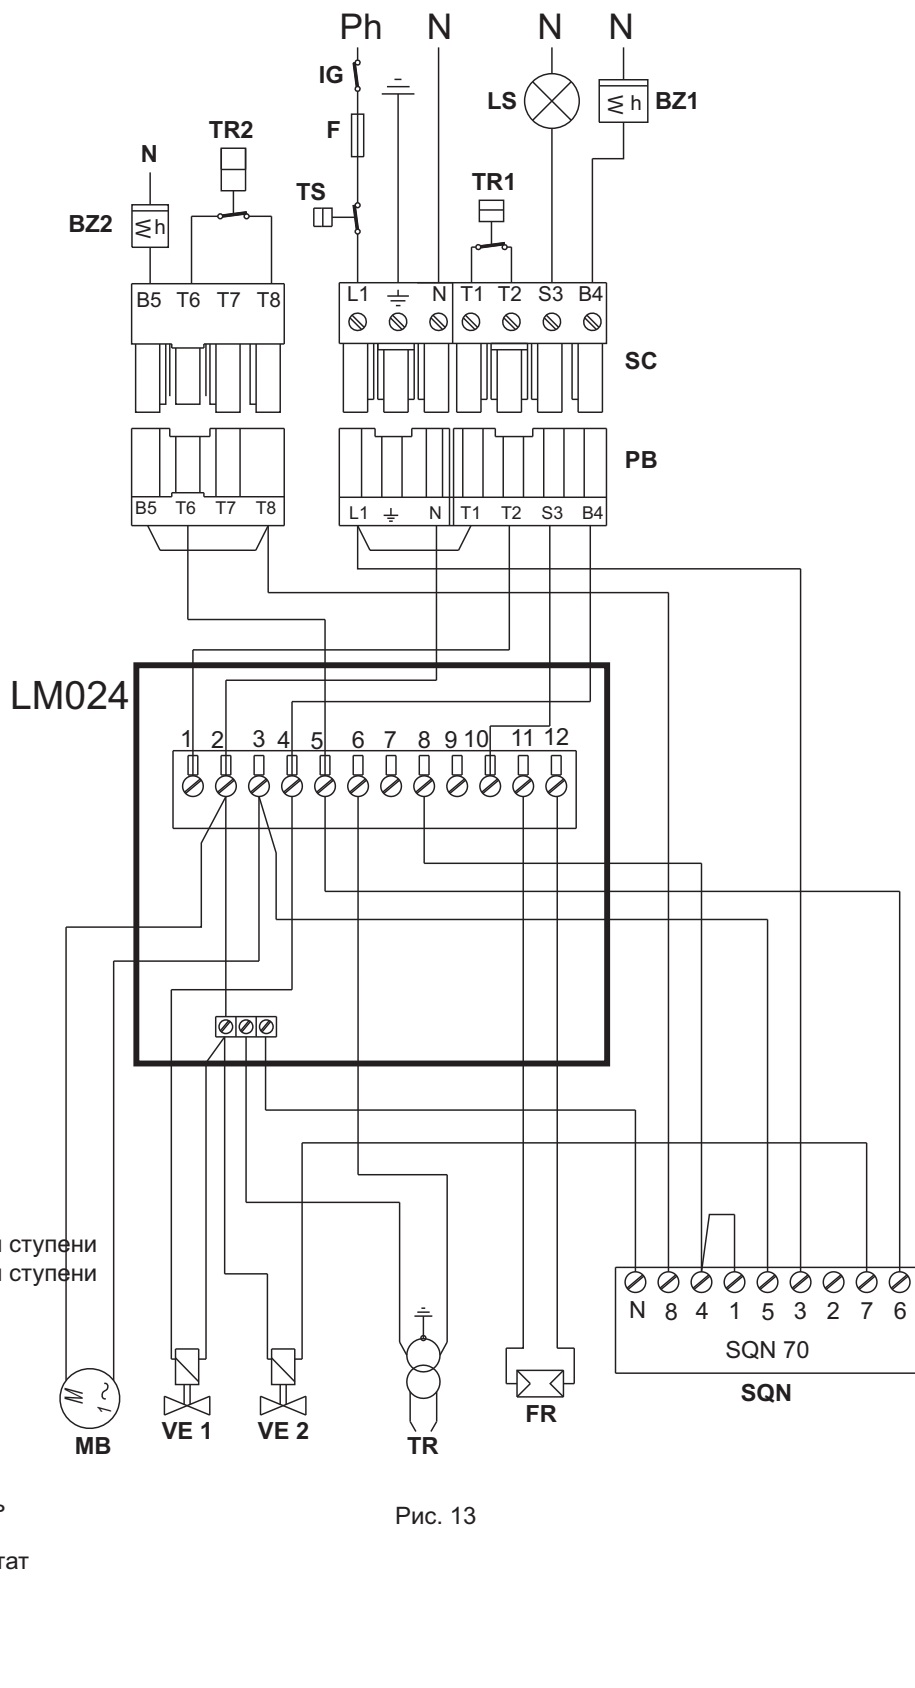 Ph N N N
IG
LS
BZ1
F
TR2
N
TS
TR1
BZ2
h
h
B5 T6 T7 T8
L1 N T1 T2 S3 B4
SC
PB
B5 T6 T7 T8
L1 N T1 T2 S3 B4
LM024
1 2 3 4 5 6 7 8 9 10 11 12
ступени
ступени
N 8 4 1 5 3 2 7 6
SQN 70
SQN
M
1 ~
MB
VE 1
VE 2
TR
FR
Рис. 13